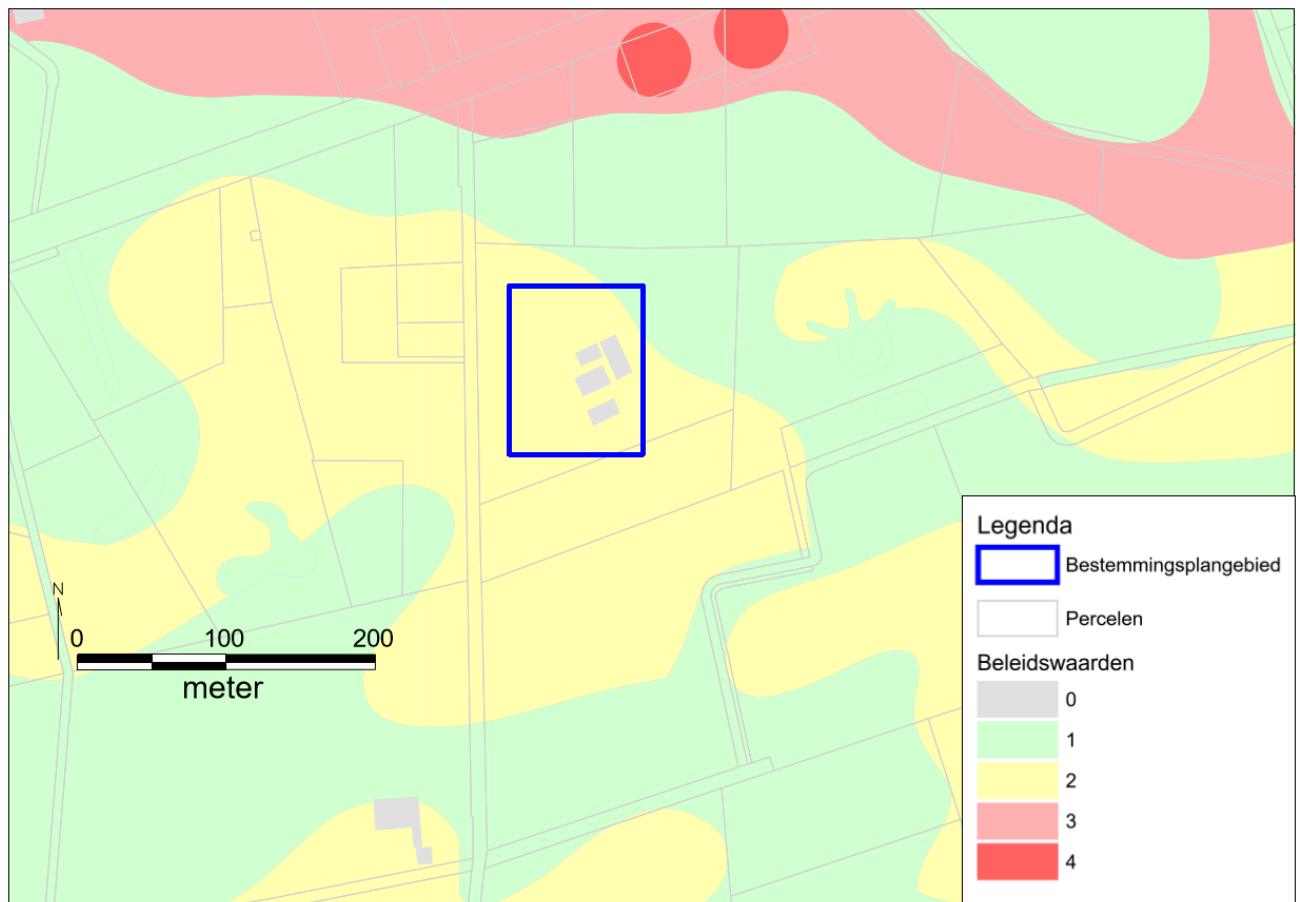 N
0 100 200
meter
Legenda
Bestemmingsplangebied
Percelen
Beleidswaarden
0
1
2
3
4